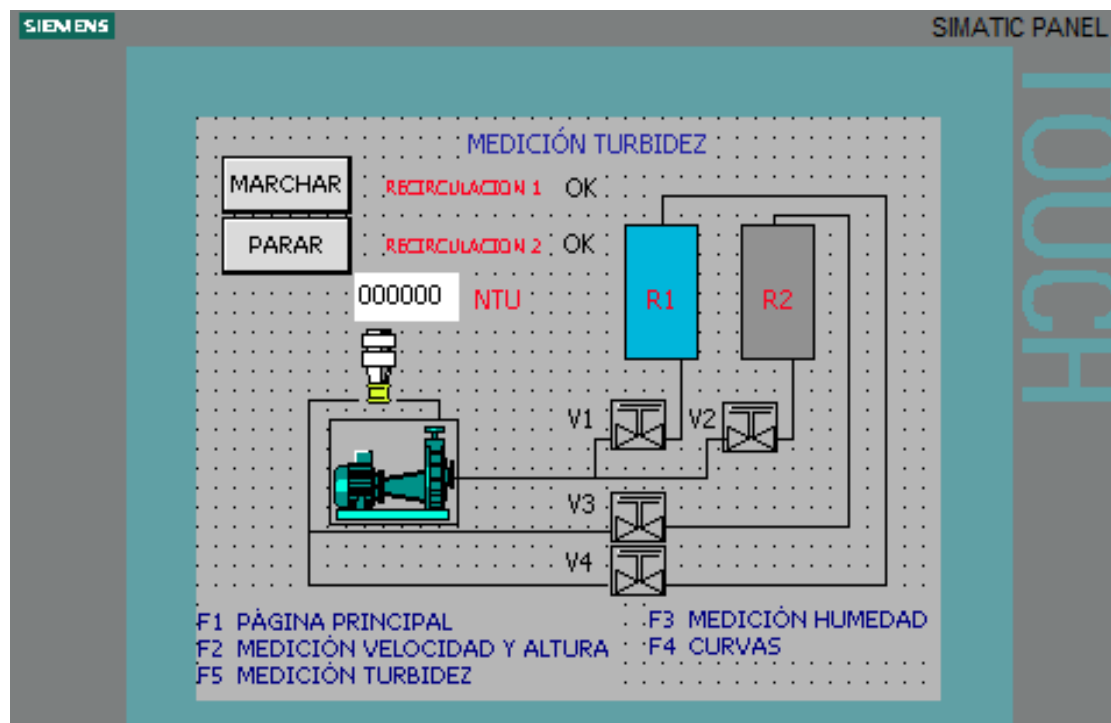 SIEMENS
SIMATIC PANEL
TOUCH
MEDICIÓN TURBIDEZ
MARCHAR
RECIRCULACION 1 OK
PARAR
RECIRCULACION 2 OK
000000 NTU
R1 R2
V1 V2
V3
V4
F1 PÁGINA PRINCIPAL
F3 MEDICIÓN HUMEDAD
F2 MEDICIÓN VELOCIDAD Y ALTURA
F4 CURVAS
F5 MEDICIÓN TURBIDEZ